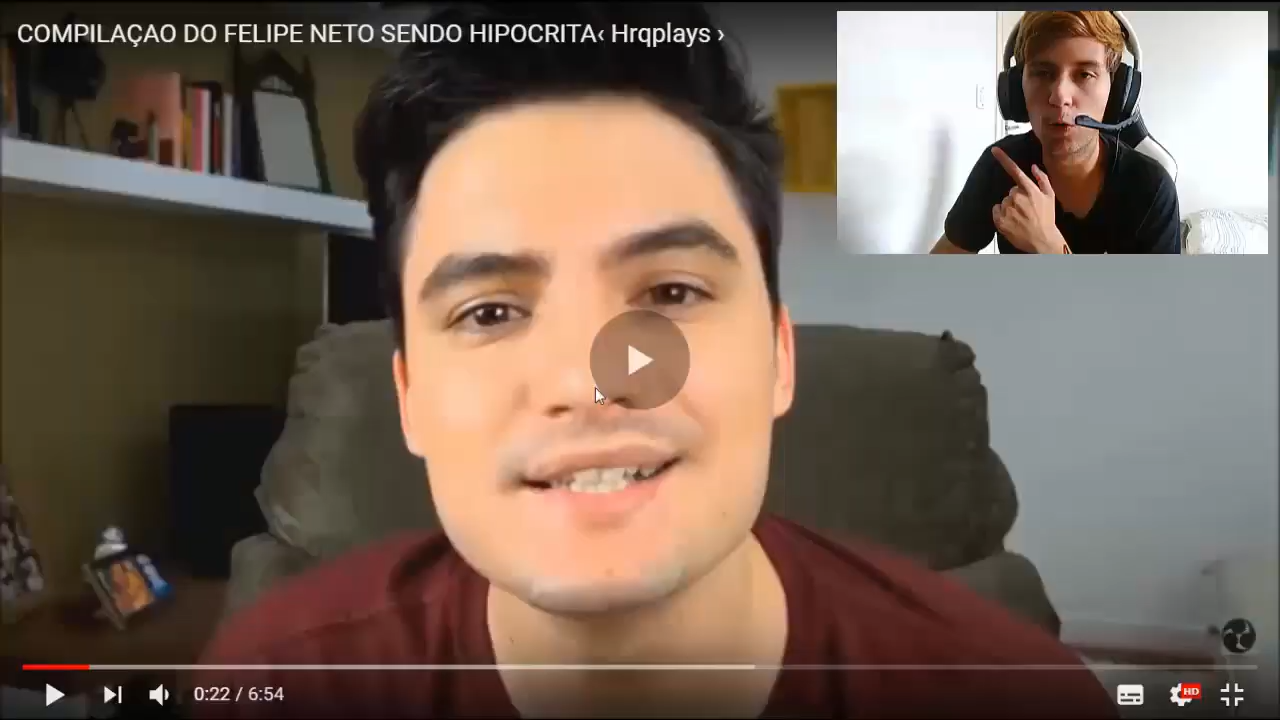 COMPILAÇAO DO FELIPE NETO SENDO HIPOCRITA‹ Hrqplays ›
0:22 / 6:54
HD